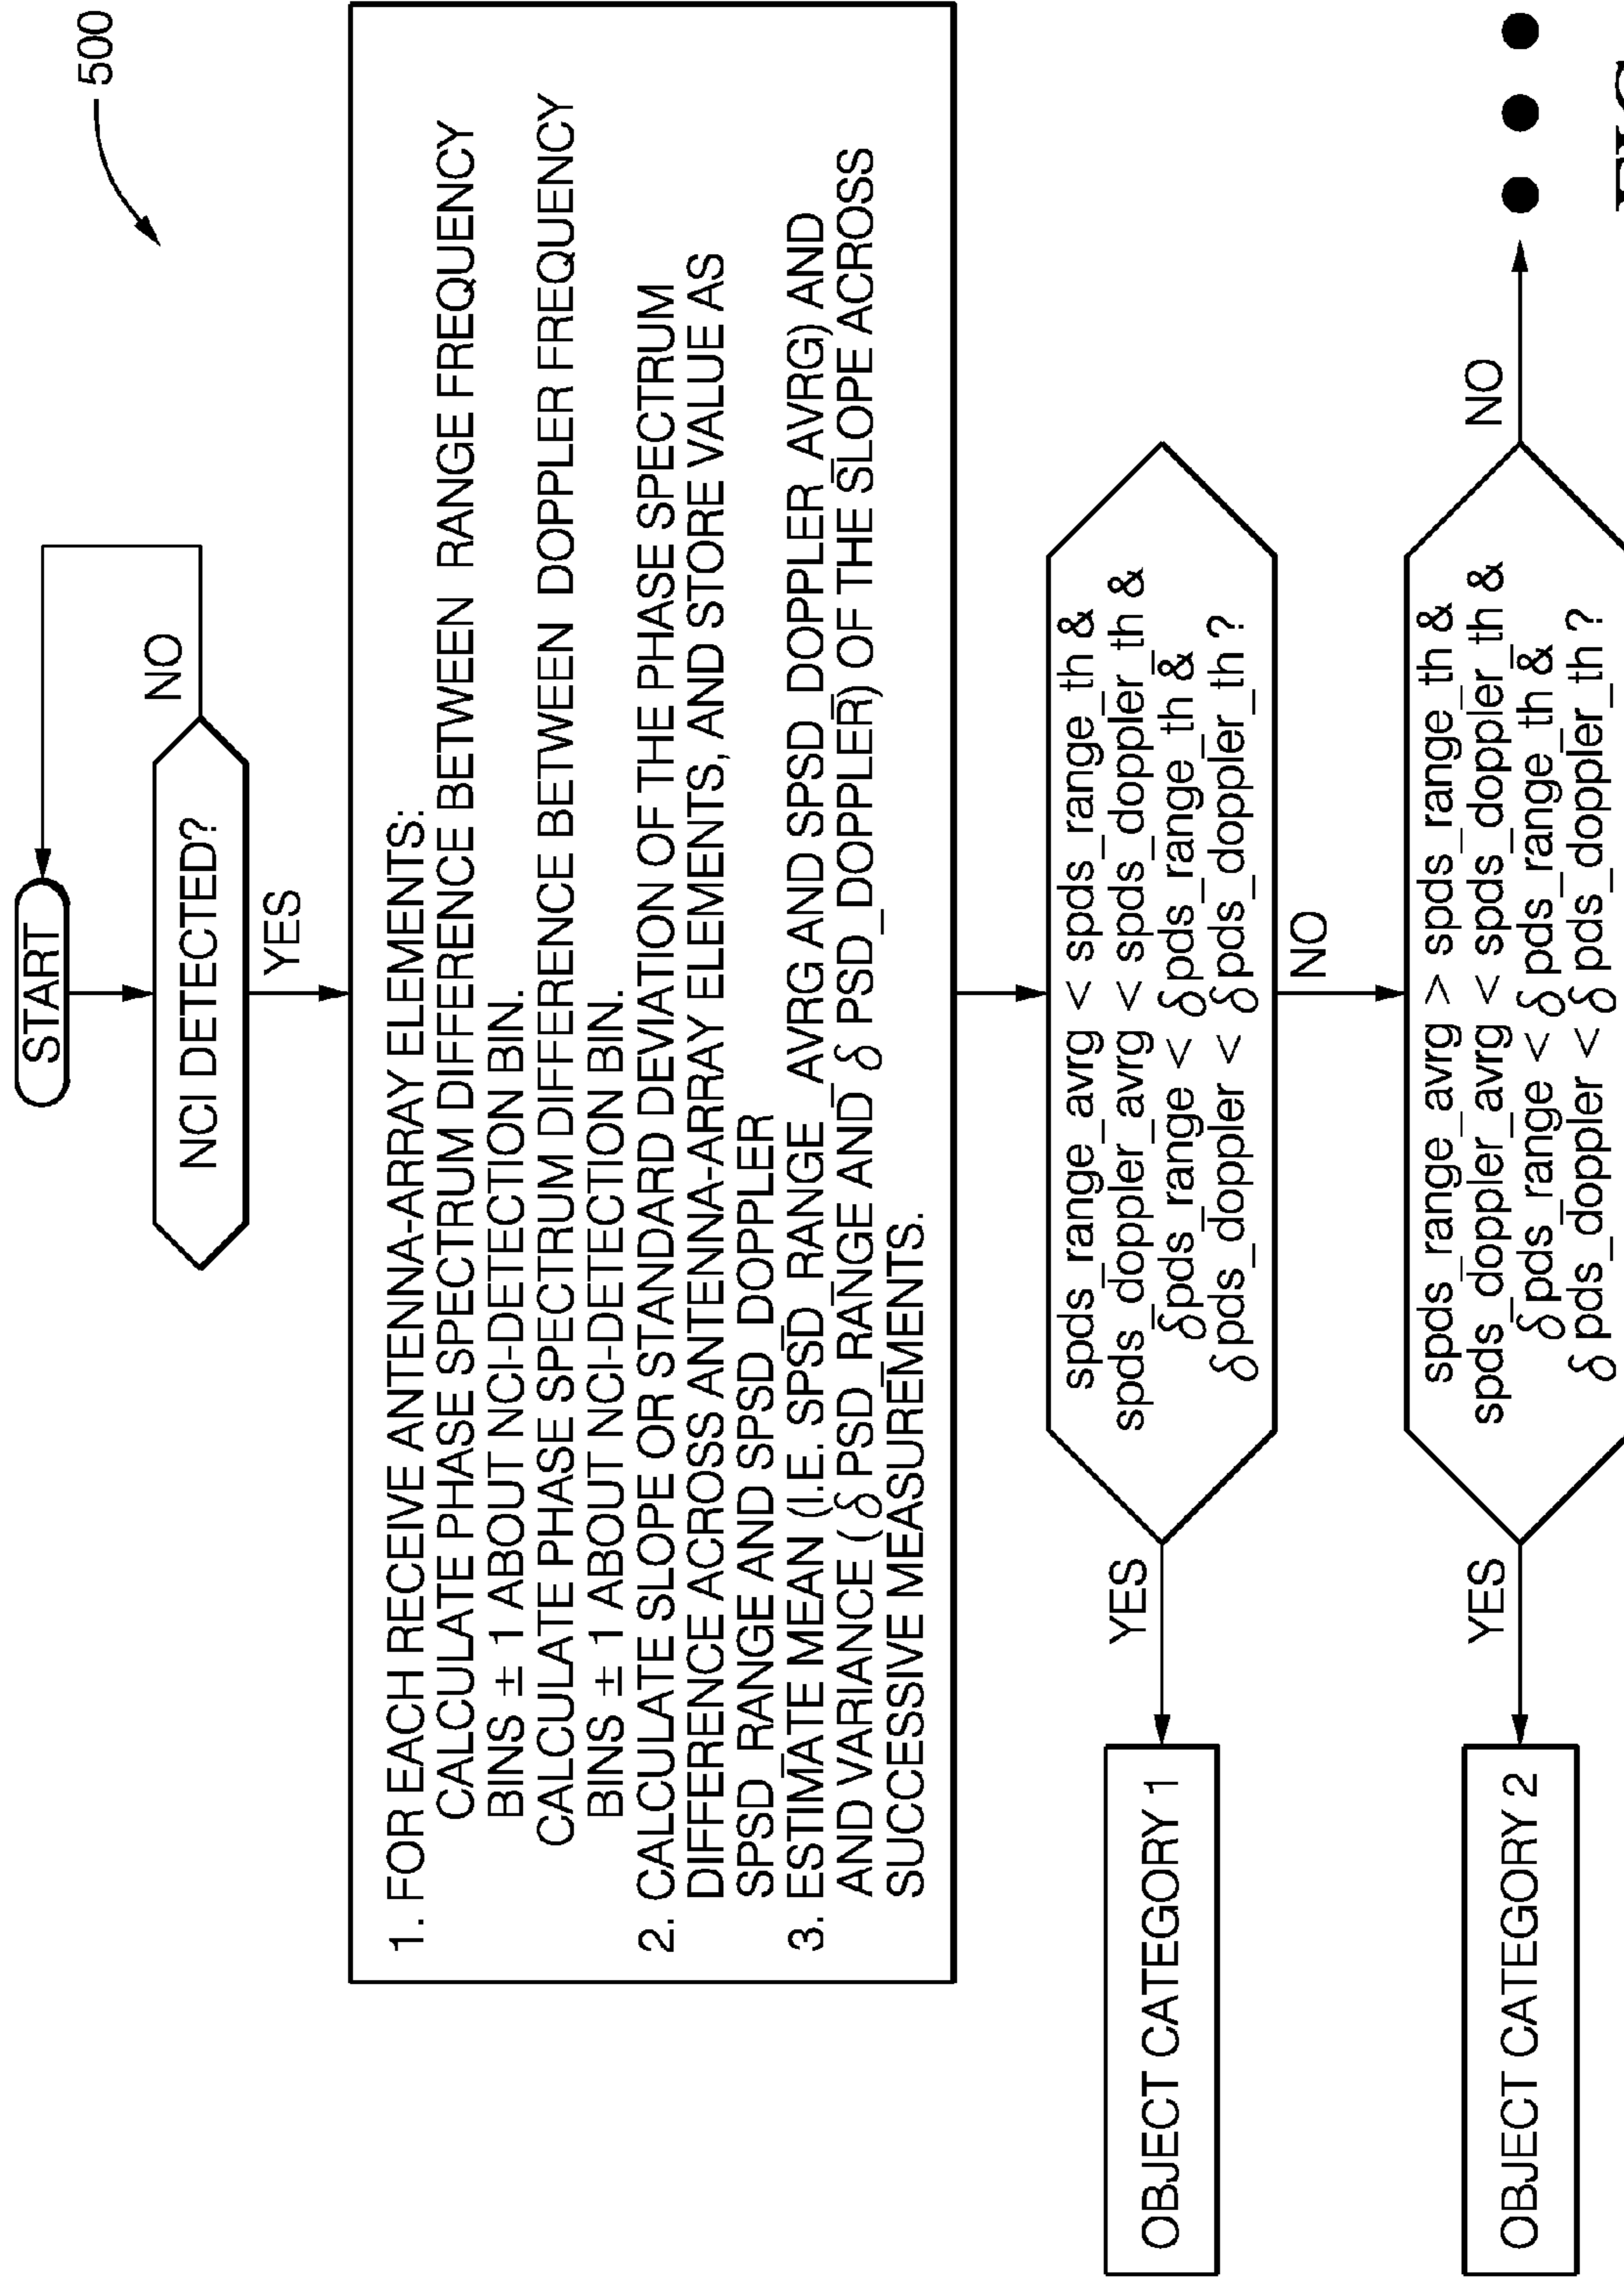 500
START
NCI DETECTED?
NO
YES
1. FOR EACH RECEIVE ANTENNA-ARRAY ELEMENTS:
CALCULATE PHASE SPECTRUM DIFFERENCE BETWEEN RANGE FREQUENCY
BINS ± 1 ABOUT NCI-DETECTION BIN.
CALCULATE PHASE SPECTRUM DIFFERENCE BETWEEN DOPPLER FREQUENCY
BINS ± 1 ABOUT NCI-DETECTION BIN.
2. CALCULATE SLOPE OR STANDARD DEVIATION OF THE PHASE SPECTRUM
DIFFERENCE ACROSS ANTENNA-ARRAY ELEMENTS, AND STORE VALUE AS
SPSD_RANGE AND SPSD_DOPPLER
3. ESTIMATE MEAN (I.E. SPSD_RANGE_AVRG AND SPSD_DOPPLER_AVRG) AND
AND VARIANCE (δ PSD_RANGE AND δ PSD_DOPPLER) OF THE SLOPE ACROSS
SUCCESSIVE MEASUREMENTS.
spds_range_avrg < spds_range_th &
spds_doppler_avrg < spds_doppler_th &
δpds_range < δpds_range_th &
δpds_doppler < δpds_doppler_th ?
YES
OBJECT CATEGORY 1
NO
spds_range_avrg > spds_range_th &
spds_doppler_avrg < spds_doppler_th &
δpds_range < δpds_range_th &
δpds_doppler < δpds_doppler_th ?
YES
OBJECT CATEGORY 2
NO